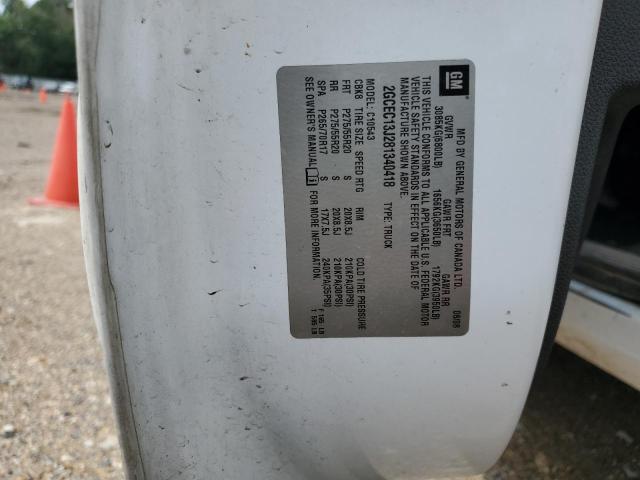 GM
MFD BY GENERAL MOTORS OF CANADA LTD. 06/08
GVWR GAWR FRT GAWR RR
3085KG(6800LB) 1656KG(3650LB) 1792KG(3950LB)
THIS VEHICLE CONFORMS TO ALL APPLICABLE U.S. FEDERAL MOTOR
VEHICLE SAFETY STANDARDS IN EFFECT ON THE DATE OF
MANUFACTURE SHOWN ABOVE.
2GCEC13J281340418 TYPE: TRUCK
MODEL: C10543
CBK8 TIRE SIZE SPEED RTG RIM COLD TIRE PRESSURE
FRT P275/55R20 S 20X8.5J 210KPA(30PSI)
RR P275/55R20 S 20X8.5J 210KPA(30PSI)
SPA P265/70R17 S 17X7.5J 240KPA(35PSI)
SEE OWNER'S MANUAL FOR MORE INFORMATION.